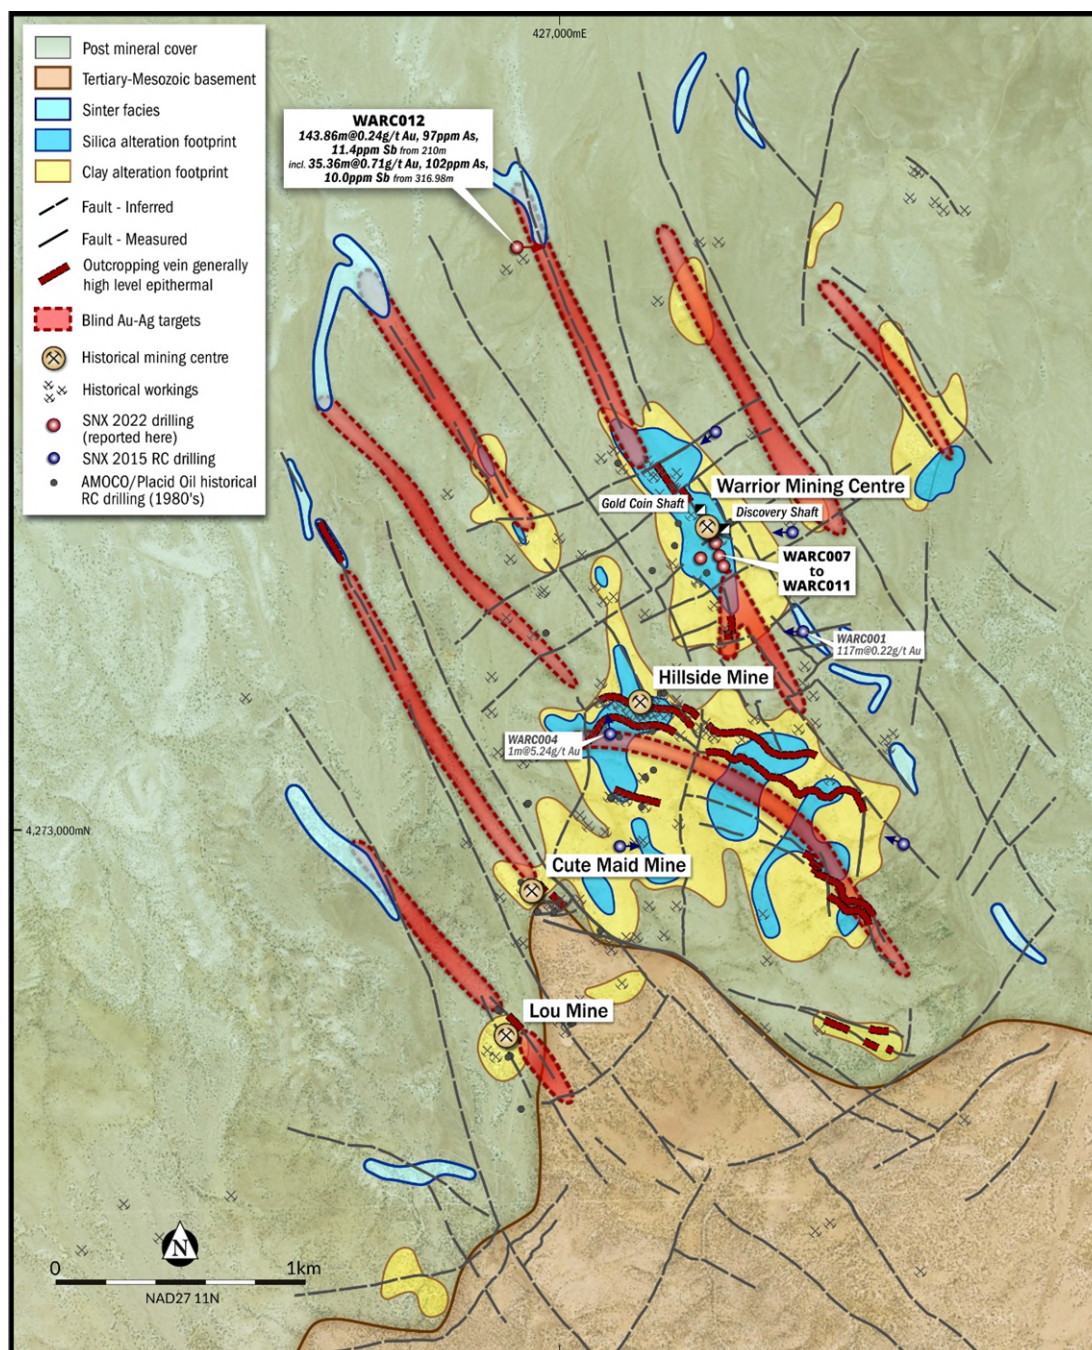 427,000mE
Post mineral cover
Tertiary-Mesozoic basement
Sinter facies
Silica alteration footprint
Clay alteration footprint
Fault - Inferred
Fault - Measured
Outcropping vein generally
high level epithermal
Blind Au-Ag targets
Historical mining centre
Historical workings
SNX 2022 drilling
(reported here)
SNX 2015 RC drilling
AMOCO/Placid Oil historical
RC drilling (1980's)
WARC012
143.86m@0.24g/t Au, 97ppm As,
11.4ppm Sb from 210m
incl. 35.36m@0.71g/t Au, 102ppm As,
10.0ppm Sb from 316.98m
Warrior Mining Centre
Gold Coin Shaft
Discovery Shaft
WARC007
to
WARC011
WARC001
117m@0.22g/t Au
Hillside Mine
WARC004
1m@5.24g/t Au
4,273,000mN
Cute Maid Mine
Lou Mine
N
0 1km
NAD27 11N